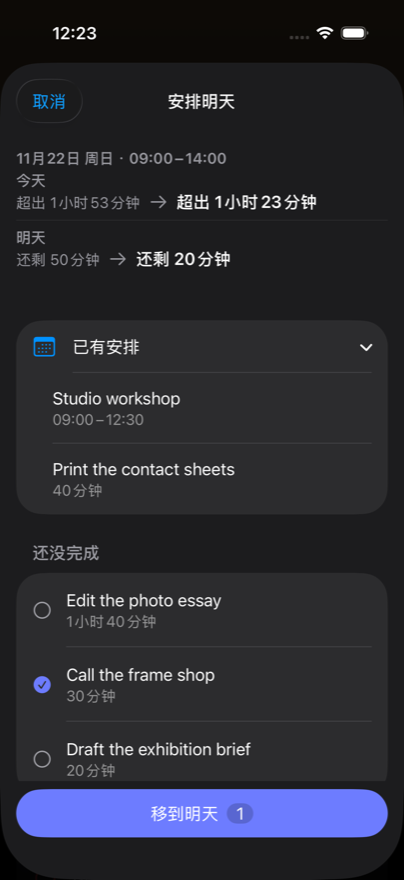 12:23
取消
安排明天
11月22日 周日 · 09:00–14:00
今天
超出 1小时53分钟 → 超出 1小时23分钟
明天
还剩 50分钟 → 还剩 20分钟
已有安排
Studio workshop
09:00–12:30
Print the contact sheets
40分钟
还没完成
Edit the photo essay
1小时40分钟
Call the frame shop
30分钟
Draft the exhibition brief
20分钟
移到明天 1